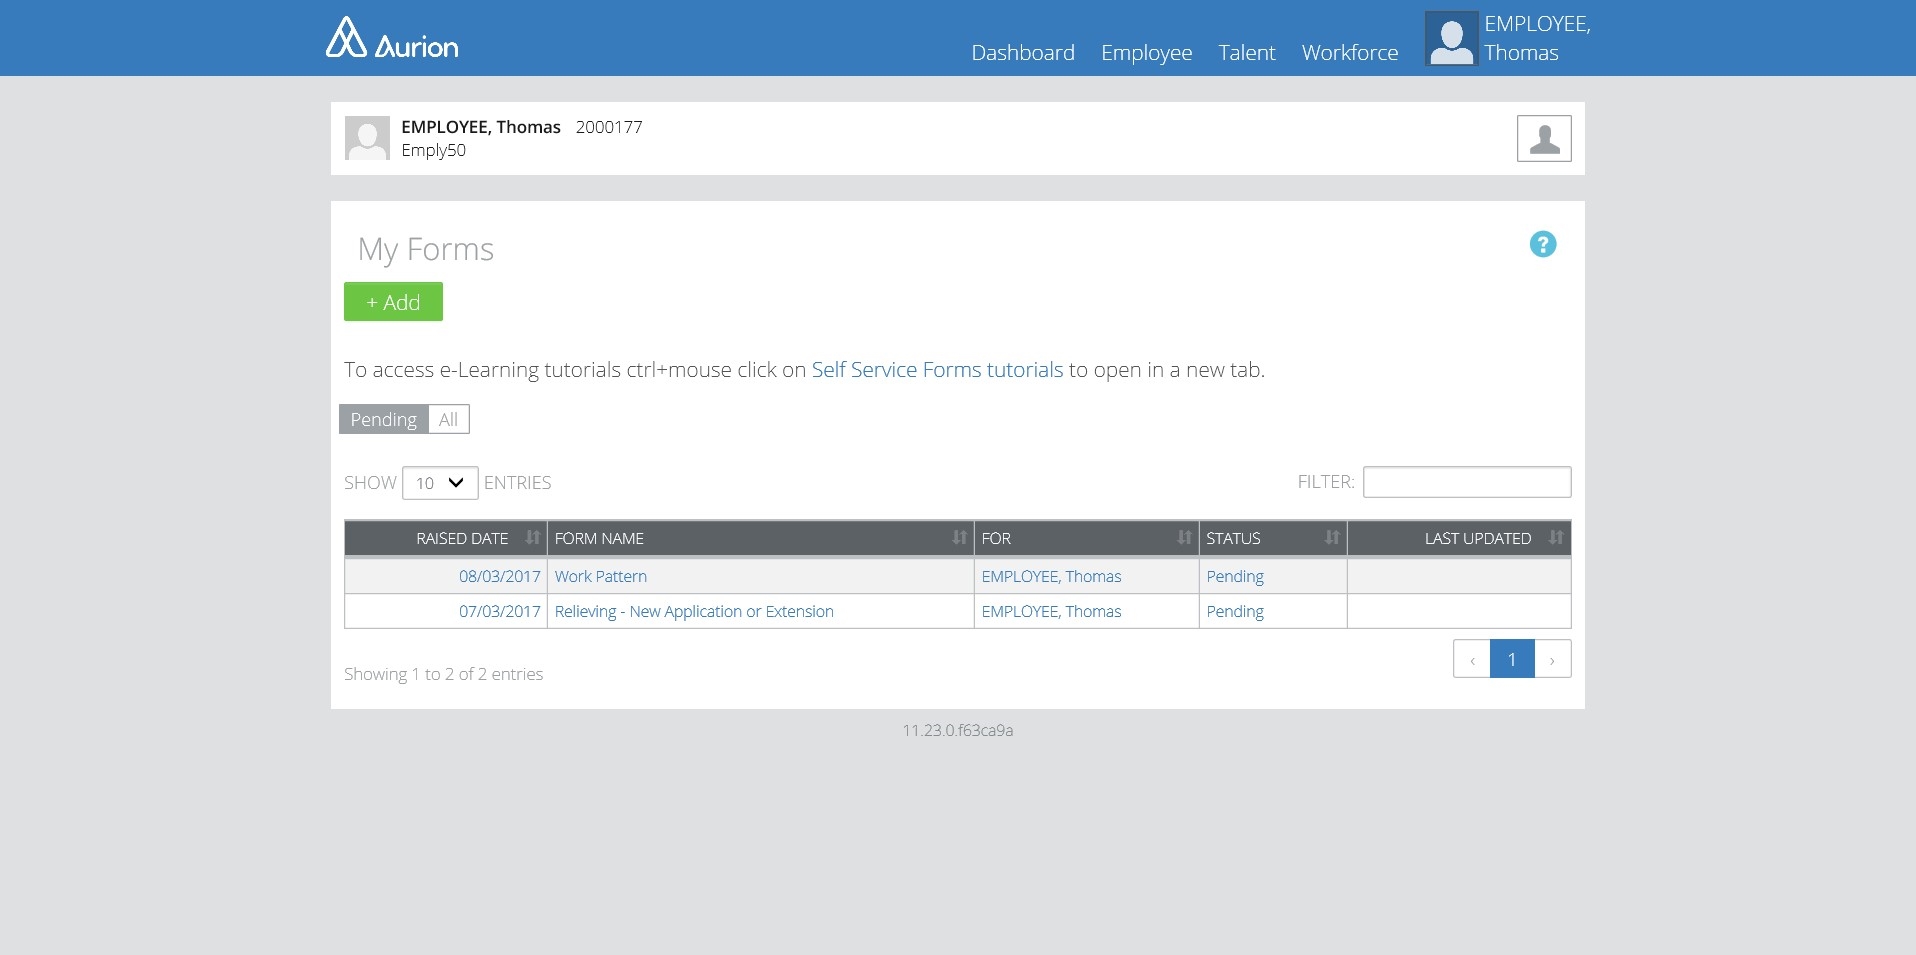 Aurion
Dashboard Employee Talent Workforce EMPLOYEE,
Thomas
EMPLOYEE, Thomas 2000177
Emply50
My Forms
?
+ Add
To access e-Learning tutorials ctrl+mouse click on Self Service Forms tutorials to open in a new tab.
Pending All
SHOW 10 ENTRIES FILTER:
RAISED DATE FORM NAME FOR STATUS LAST UPDATED
08/03/2017 Work Pattern EMPLOYEE, Thomas Pending
07/03/2017 Relieving - New Application or Extension EMPLOYEE, Thomas Pending
‹ 1 ›
Showing 1 to 2 of 2 entries
11.23.0.f63ca9a